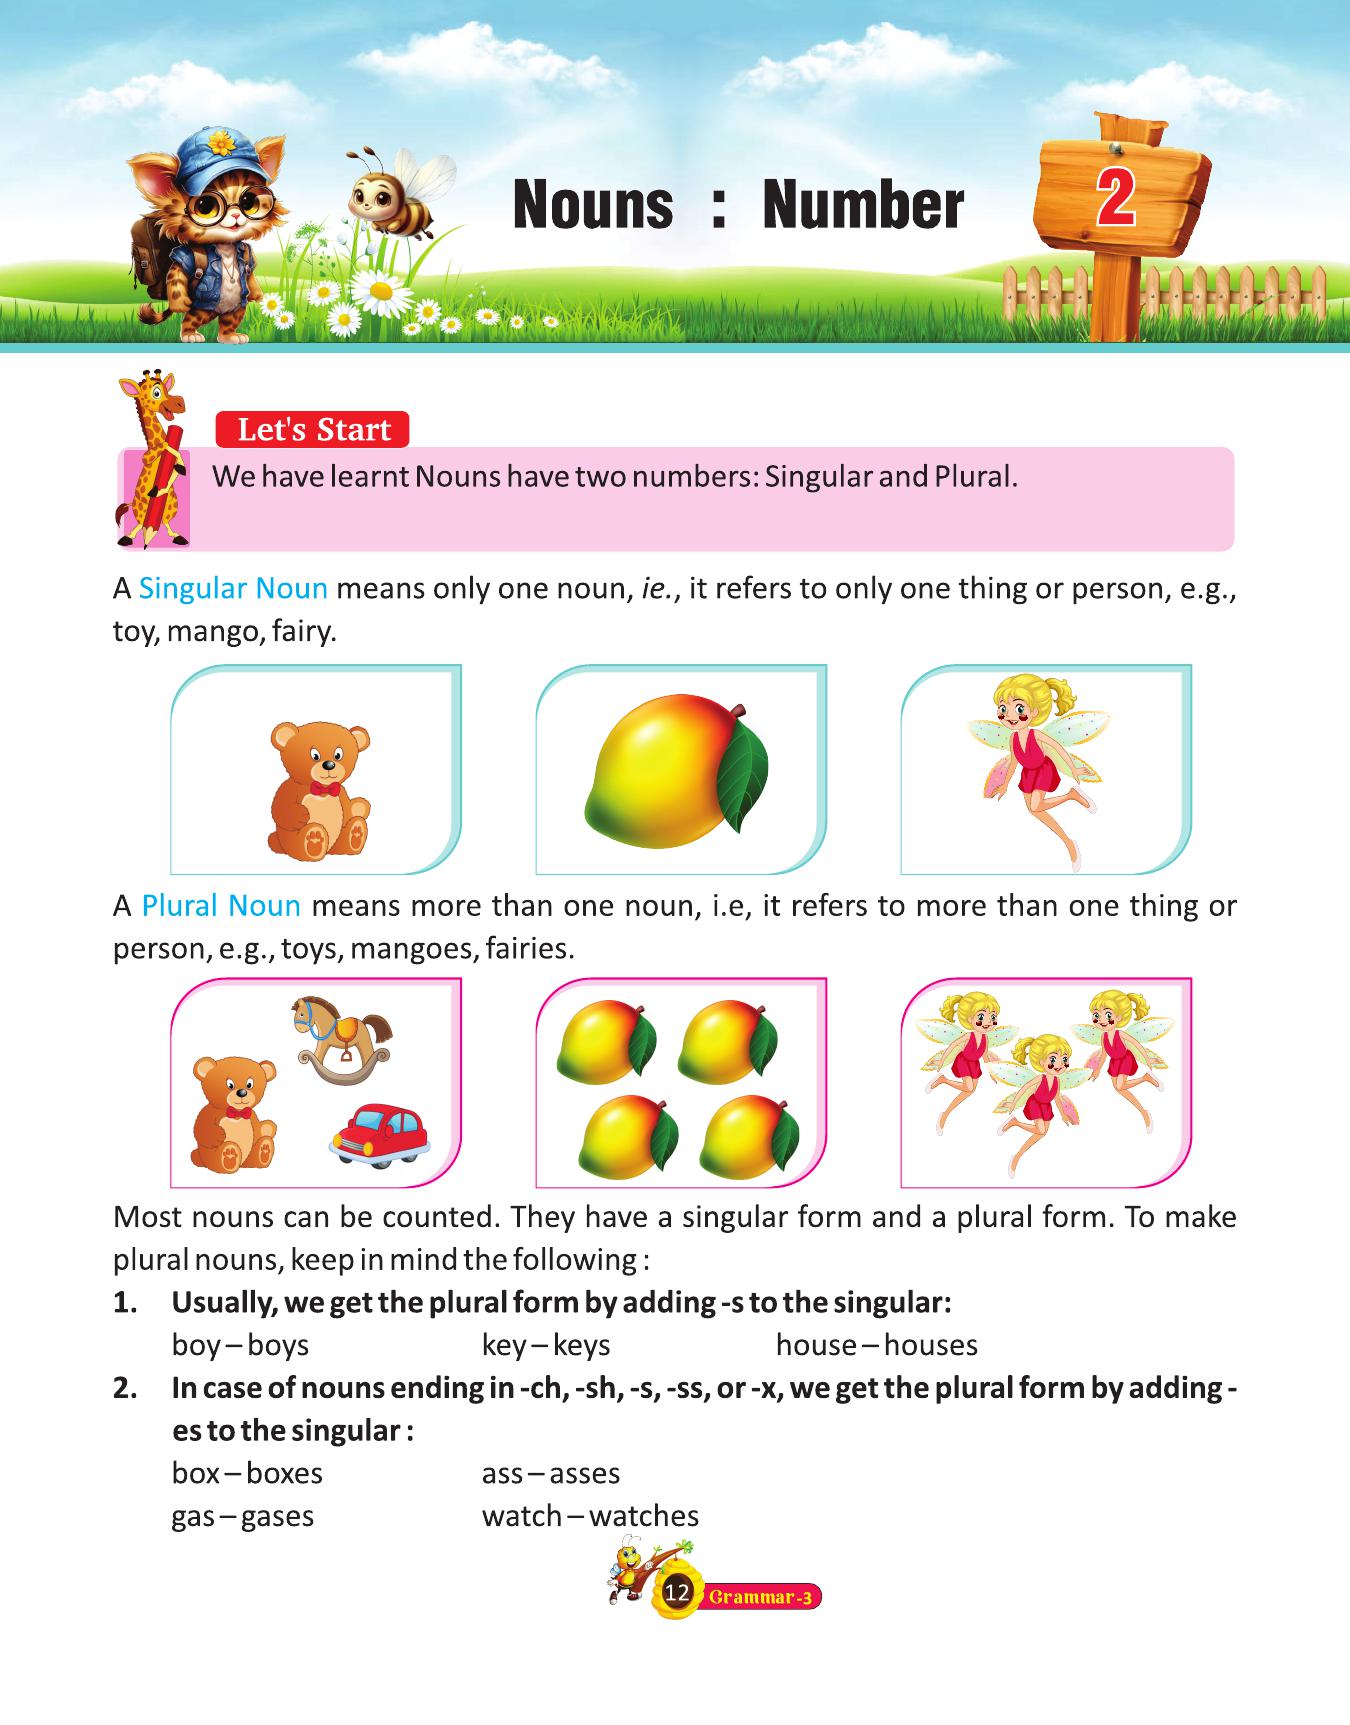 Nouns : Number
2
Let's Start
We have learnt Nouns have two numbers: Singular and Plural.
A Singular Noun means only one noun, ie., it refers to only one thing or person, e.g.,
toy, mango, fairy.
A Plural Noun means more than one noun, i.e, it refers to more than one thing or
person, e.g., toys, mangoes, fairies.
Most nouns can be counted. They have a singular form and a plural form. To make
plural nouns, keep in mind the following :
1. Usually, we get the plural form by adding -s to the singular:
boy – boys key – keys house – houses
2. In case of nouns ending in -ch, -sh, -s, -ss, or -x, we get the plural form by adding -
es to the singular :
box – boxes ass – asses
gas – gases watch – watches
12 Grammar-3